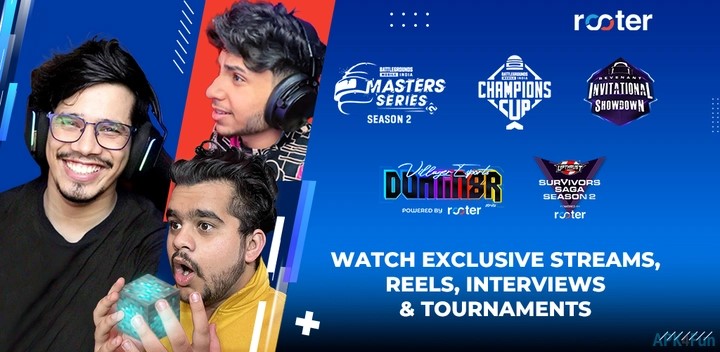 rooter
BATTLEGROUNDS
MOBILE INDIA
MASTERS
SERIES
SEASON 2
BATTLEGROUNDS
MOBILE INDIA
CHAMPIONS
CUP
REVENANT
INVITATIONAL
SHOWDOWN
Villager Esports
POWERED BY rooter
UPTHRUST
SURVIVORS
SAGA
SEASON 2
rooter
WATCH EXCLUSIVE STREAMS,
REELS, INTERVIEWS
& TOURNAMENTS